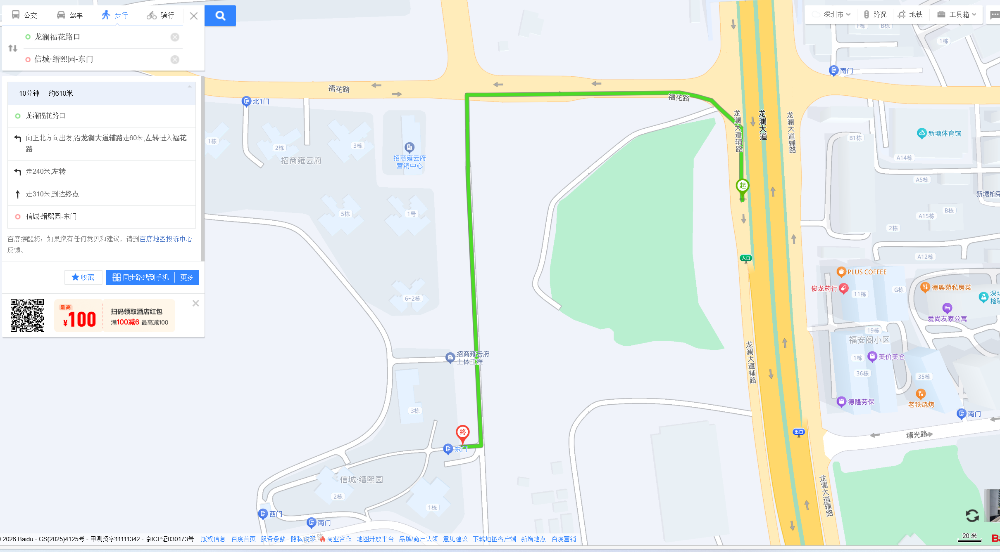 公交
驾车
步行
骑行
龙澜福花路口
信城·缙熙园-东门
10分钟
约610米
龙澜福花路口
向正北方向出发,沿龙澜大道辅路走60米,左转进入福花
路
走240米,左转
走310米,到达终点
信城·缙熙园-东门
百度提醒您：如果您有任何意见和建议，请到百度地图投诉中心
反馈。
收藏
同步路线到手机
更多
最高
¥100
扫码领取酒店红包
满100减6 最高减100
深圳市
路况
地铁
工具箱
F栋
B栋
1栋
南门
福花路
北1门
福花路
1栋
2栋
3栋
招商雍云府
招商雍云府
营销中心
龙澜大道辅路
龙澜大道
龙澜大道辅路
B1栋
新塘体育馆
A14栋
A5栋
新塘柏荣
起
5栋
1号
B栋
A15栋
2栋
A12栋
入口
PLUS COFFEE
俊龙药行
11栋
G栋
德興苑私房菜
深圳
检验
爱尚友家公寓
6~2栋
19栋
福安阁小区
1栋
美价美仓
36栋
35栋
龙澜大道辅路
招商雍云府
主体工程
德隆劳保
老铁烧烤
南门
3栋
终
东门
出口
塘光路
信城·缙熙园
2栋
1栋
龙澜大道辅路
西门
南门
20 米
© 2026 Baidu - GS(2025)4125号 - 甲测资字11111342 - 京ICP证030173号
版权信息
百度首页
服务条款
隐私政策
商业合作
地图开放平台
品牌/商户认领
意见建议
下载地图客户端
新增地点
百度营销